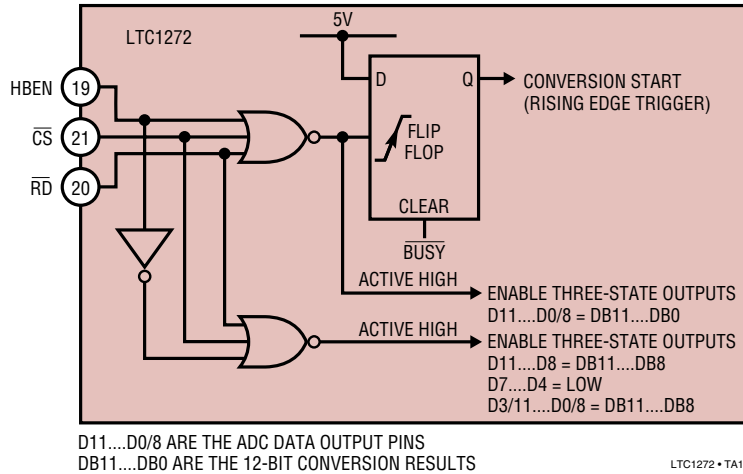 5V
LTC1272
HBEN 19
D Q
CONVERSION START
(RISING EDGE TRIGGER)
CS 21
FLIP
FLOP
RD 20
CLEAR
BUSY
ACTIVE HIGH
ENABLE THREE-STATE OUTPUTS
D11....D0/8 = DB11....DB0
ACTIVE HIGH
ENABLE THREE-STATE OUTPUTS
D11....D8 = DB11....DB8
D7....D4 = LOW
D3/11....D0/8 = DB11....DB8
D11....D0/8 ARE THE ADC DATA OUTPUT PINS
DB11....DB0 ARE THE 12-BIT CONVERSION RESULTS
LTC1272 • TA1